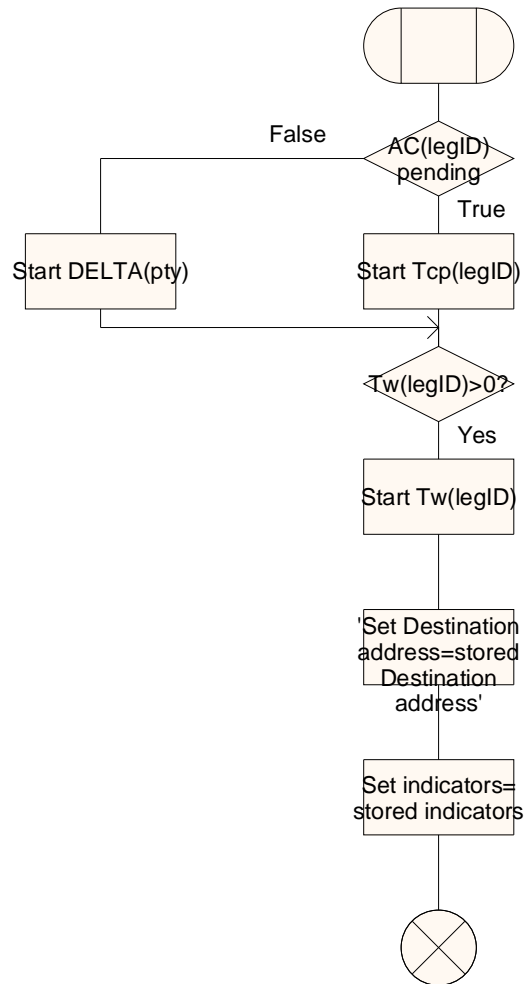 AC(legID)
pending
False
True
Start DELTA(pty)
Start Tcp(legID)
Tw(legID)>0?
Yes
Start Tw(legID)
'Set Destination
address=stored
Destination
address'
Set indicators=
stored indicators